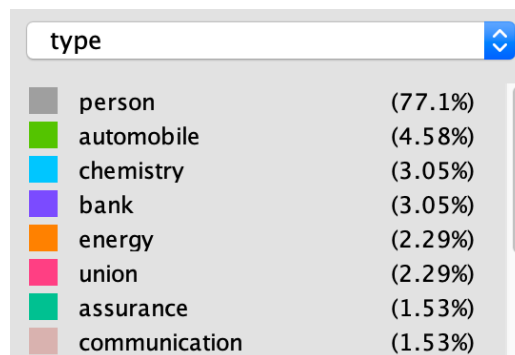 type
person (77.1%)
automobile (4.58%)
chemistry (3.05%)
bank (3.05%)
energy (2.29%)
union (2.29%)
assurance (1.53%)
communication (1.53%)